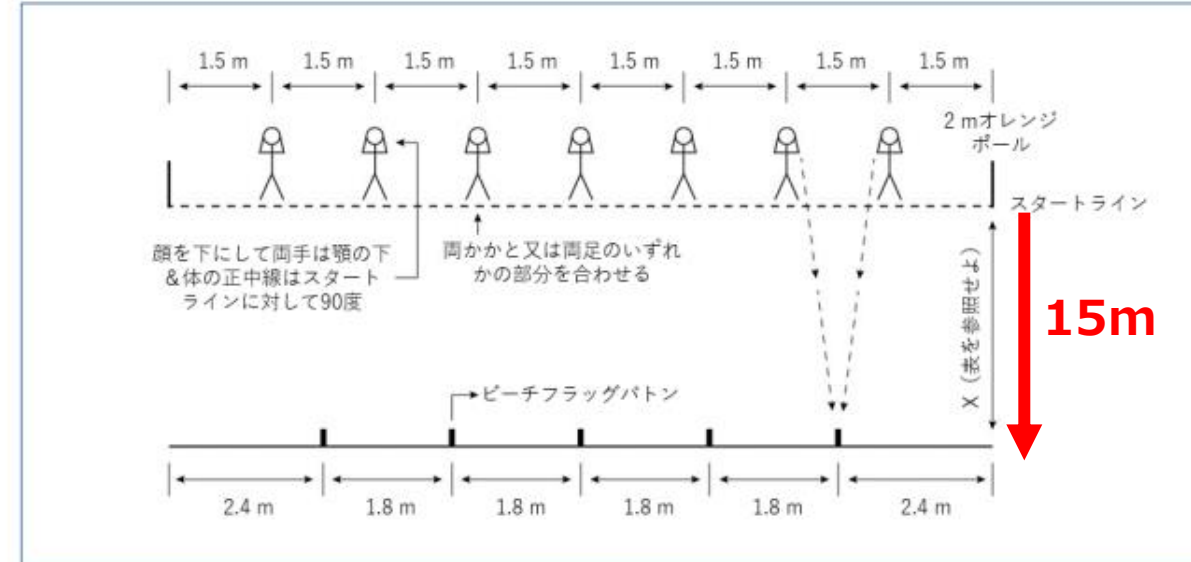 1.5 m 1.5 m 1.5 m 1.5 m 1.5 m 1.5 m 1.5 m 1.5 m
2 mオレンジ
ポール
スタートライン
顔を下にして両手は顎の下
&体の正中線はスタート
ラインに対して90度
両かかと又は両足のいずれ
かの部分を合わせる
X(表を参照せよ)
15m
ビーチフラッグバトン
2.4 m 1.8 m 1.8 m 1.8 m 1.8 m 2.4 m